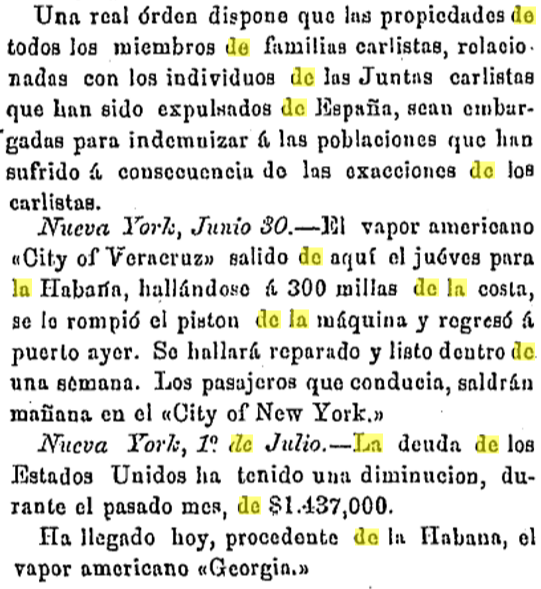 Una real órden dispone que las propiedades de
todos los miembros de familias carlistas, relacio-
nadas con los individuos de las Juntas carlistas
que han sido expulsados de España, sean embar-
gadas para indemnizar á las poblaciones que han
sufrido á consecuencia de las exacciones de los
carlistas.
Nueva York, Junio 30.—El vapor americano
«City of Veracruz» salido de aquí el juéves para
la Habana, hallándose á 300 millas de la costa,
se le rompió el piston de la máquina y regresó á
puerto ayer. Se hallará reparado y listo dentro de
una semana. Los pasajeros que conducia, saldrán
mañana en el «City of New York.»
Nueva York, 1º de Julio.—La deuda de los
Estados Unidos ha tenido una diminucion, du-
rante el pasado mes, de $1.437,000.
Ha llegado hoy, procedente de la Habana, el
vapor americano «Georgia.»